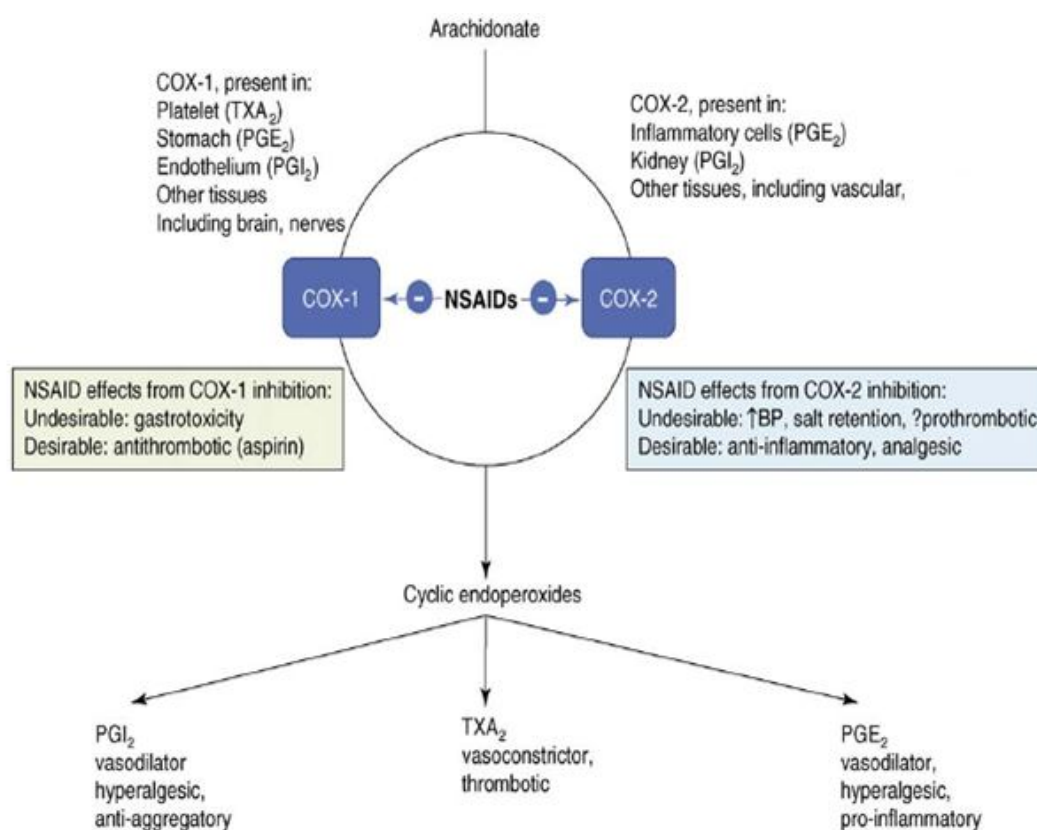 Arachidonate
COX-1, present in:
Platelet (TXA₂)
Stomach (PGE₂)
Endothelium (PGI₂)
Other tissues
Including brain, nerves
COX-2, present in:
Inflammatory cells (PGE₂)
Kidney (PGI₂)
Other tissues, including vascular,
COX-1
-
NSAIDs
-
COX-2
NSAID effects from COX-1 inhibition:
Undesirable: gastrotoxicity
Desirable: antithrombotic (aspirin)
NSAID effects from COX-2 inhibition:
Undesirable: ↑BP, salt retention, ?prothrombotic
Desirable: anti-inflammatory, analgesic
Cyclic endoperoxides
PGI₂
vasodilator
hyperalgesic,
anti-aggregatory
TXA₂
vasoconstrictor,
thrombotic
PGE₂
vasodilator,
hyperalgesic,
pro-inflammatory